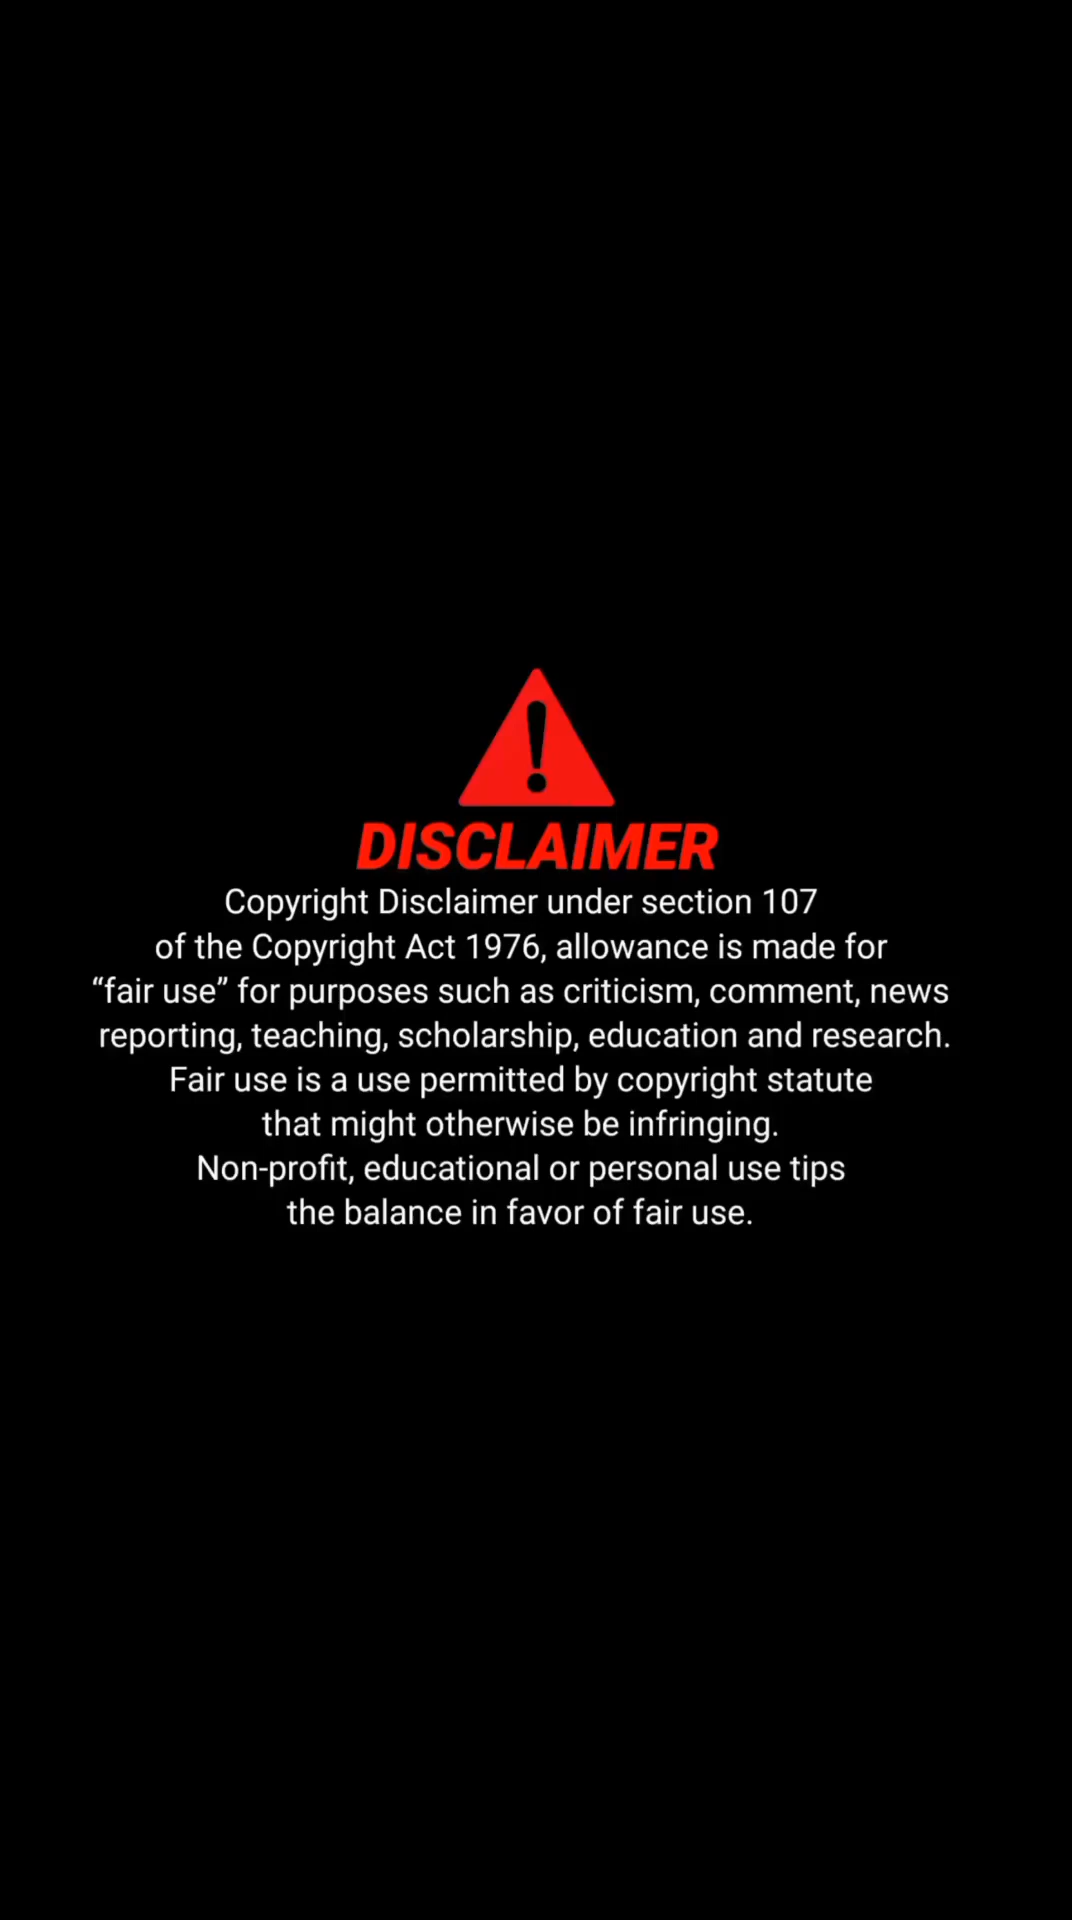 DISCLAIMER
Copyright Disclaimer under section 107
of the Copyright Act 1976, allowance is made for
“fair use” for purposes such as criticism, comment, news
reporting, teaching, scholarship, education and research.
Fair use is a use permitted by copyright statute
that might otherwise be infringing.
Non-profit, educational or personal use tips
the balance in favor of fair use.